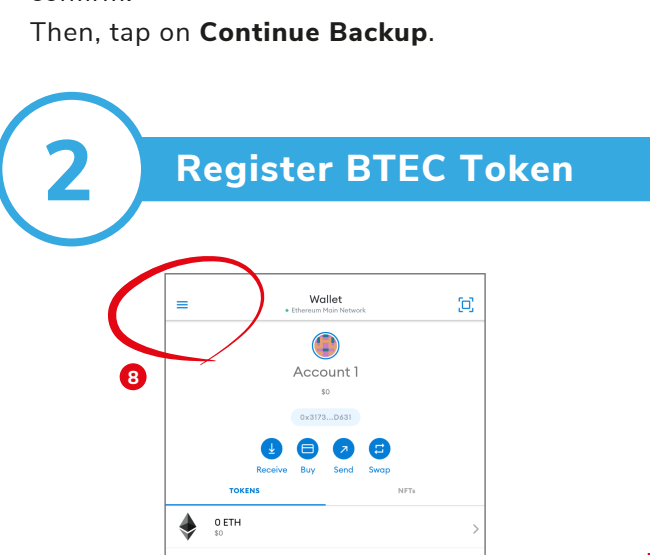 confirm.
Then, tap on Continue Backup.
2
Register BTEC Token
Wallet
Ethereum Main Network
8
Account 1
$0
0x3173...D631
Receive Buy Send Swap
TOKENS NFTs
0 ETH
$0